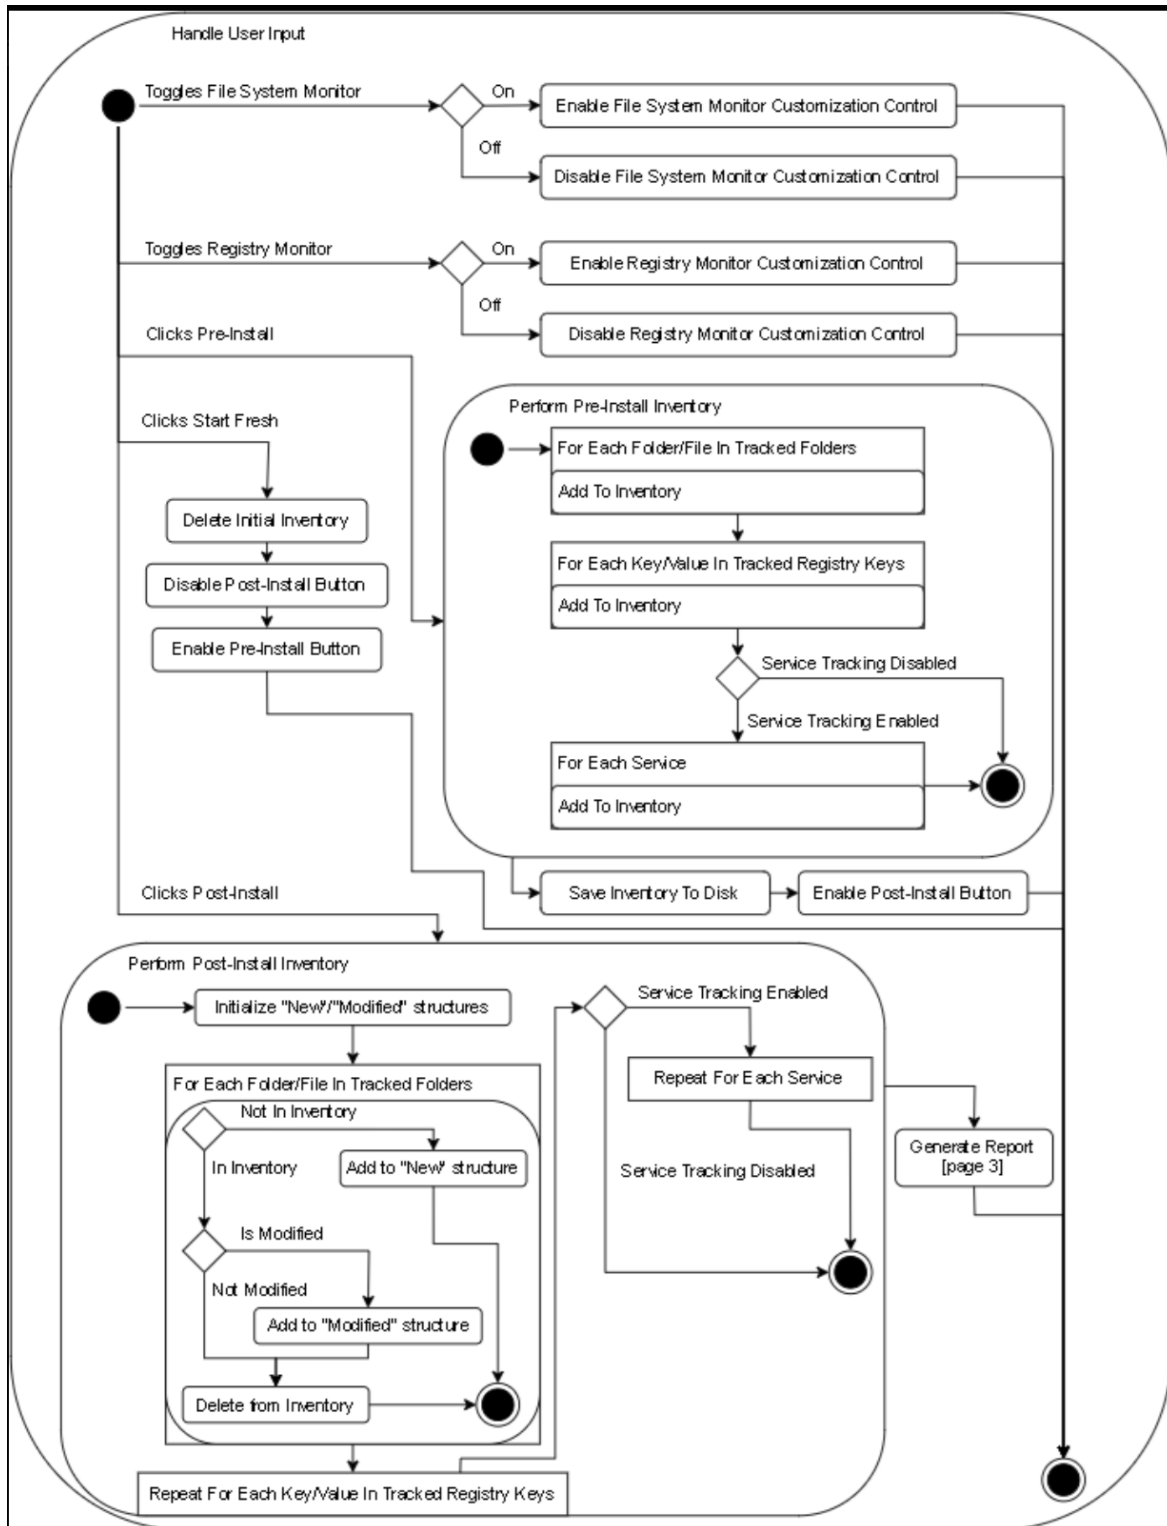 Handle User Input
Toggles File System Monitor
On
Enable File System Monitor Customization Control
Off
Disable File System Monitor Customization Control
Toggles Registry Monitor
On
Enable Registry Monitor Customization Control
Off
Disable Registry Monitor Customization Control
Clicks Pre-Install
Perform Pre-Install Inventory
For Each Folder/File In Tracked Folders
Add To Inventory
For Each Key/Value In Tracked Registry Keys
Add To Inventory
Service Tracking Disabled
Service Tracking Enabled
For Each Service
Add To Inventory
Clicks Start Fresh
Delete Initial Inventory
Disable Post-Install Button
Enable Pre-Install Button
Save Inventory To Disk
Enable Post-Install Button
Clicks Post-Install
Perform Post-Install Inventory
Initialize "New"/"Modified" structures
For Each Folder/File In Tracked Folders
Not In Inventory
In Inventory
Add to "New" structure
Is Modified
Not Modified
Add to "Modified" structure
Delete from Inventory
Repeat For Each Key/Value In Tracked Registry Keys
Service Tracking Enabled
Repeat For Each Service
Service Tracking Disabled
Generate Report
[page 3]